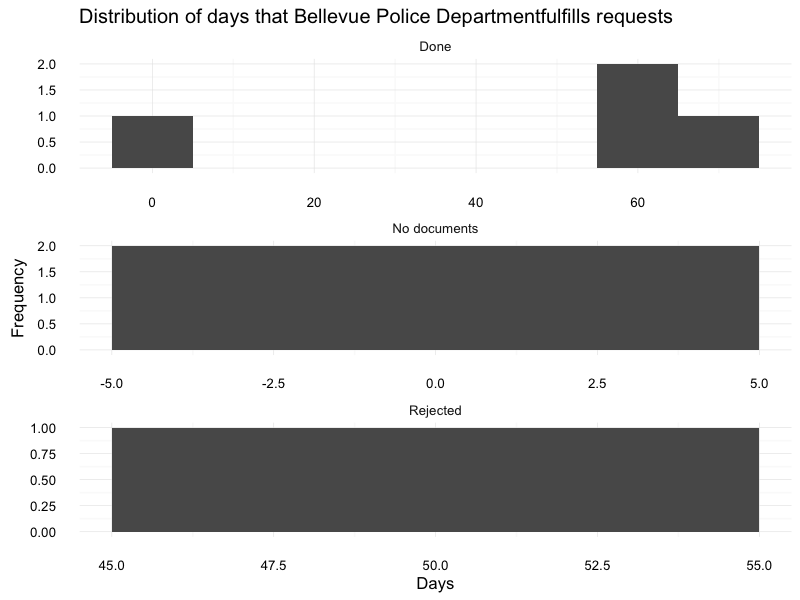 Distribution of days that Bellevue Police Departmentfulfills requests
Done
2.0
1.5
1.0
0.5
0.0
0 20 40 60
No documents
2.0
1.5
1.0
0.5
0.0
-5.0 -2.5 0.0 2.5 5.0
Frequency
Rejected
1.00
0.75
0.50
0.25
0.00
45.0 47.5 50.0 52.5 55.0
Days